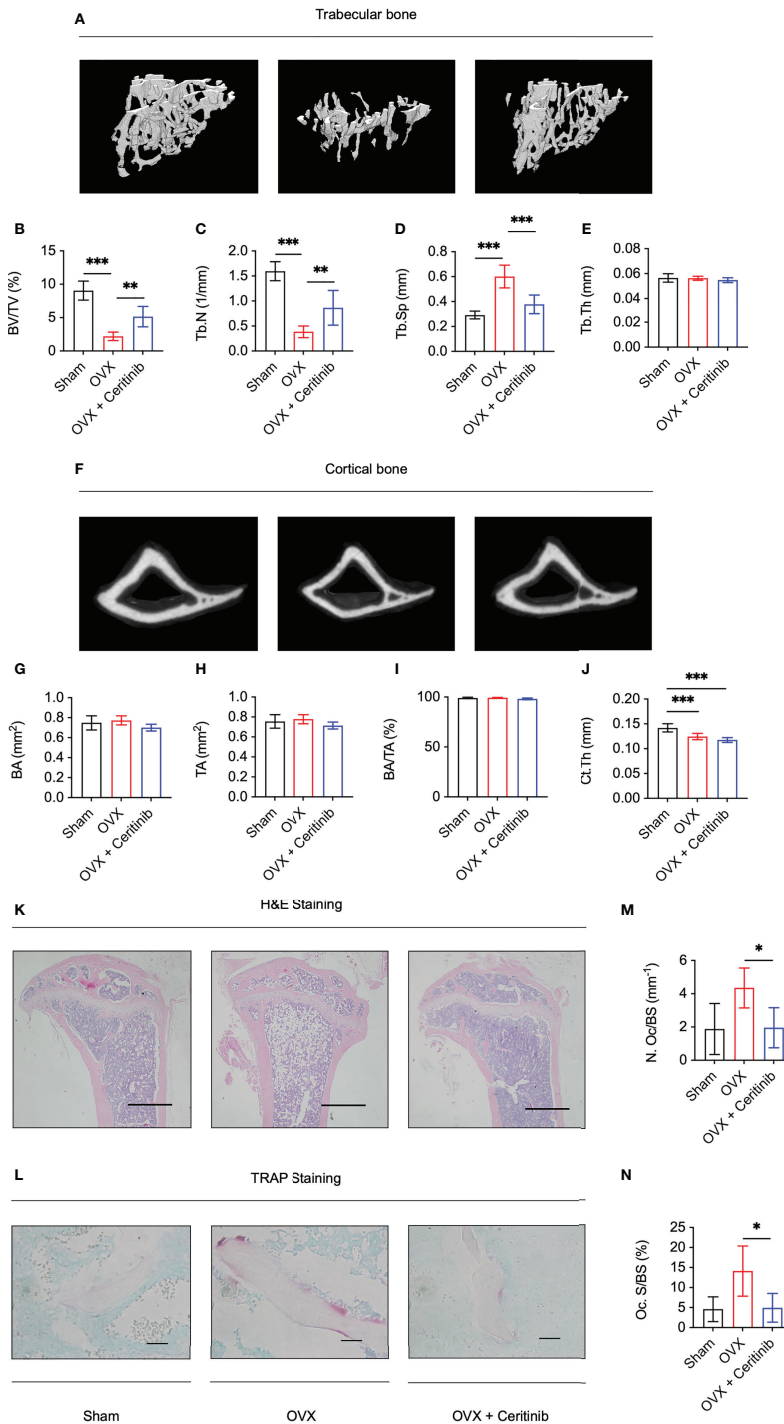 A
Trabecular bone
B
BV/TV (%)
15
10
5
0
***
**
Sham
OVX
OVX + Ceritinib
C
Tb.N (1/mm)
2.0
1.5
1.0
0.5
0.0
***
**
Sham
OVX
OVX + Ceritinib
D
Tb.Sp (mm)
0.8
0.6
0.4
0.2
0.0
***
***
Sham
OVX
OVX + Ceritinib
E
Tb.Th (mm)
0.08
0.06
0.04
0.02
0.00
Sham
OVX
OVX + Ceritinib
F
Cortical bone
G
BA (mm²)
1.0
0.8
0.6
0.4
0.2
0.0
Sham
OVX
OVX + Ceritinib
H
TA (mm²)
1.0
0.8
0.6
0.4
0.2
0.0
Sham
OVX
OVX + Ceritinib
I
BA/TA (%)
100
50
0
Sham
OVX
OVX + Ceritinib
J
Ct.Th (mm)
0.20
0.15
0.10
0.05
0.00
***
***
Sham
OVX
OVX + Ceritinib
K
H&E Staining
M
N. Oc/BS (mm⁻¹)
6
4
2
0
*
Sham
OVX
OVX + Ceritinib
L
TRAP Staining
N
Oc. S/BS (%)
25
20
15
10
5
0
*
Sham
OVX
OVX + Ceritinib
Sham
OVX
OVX + Ceritinib